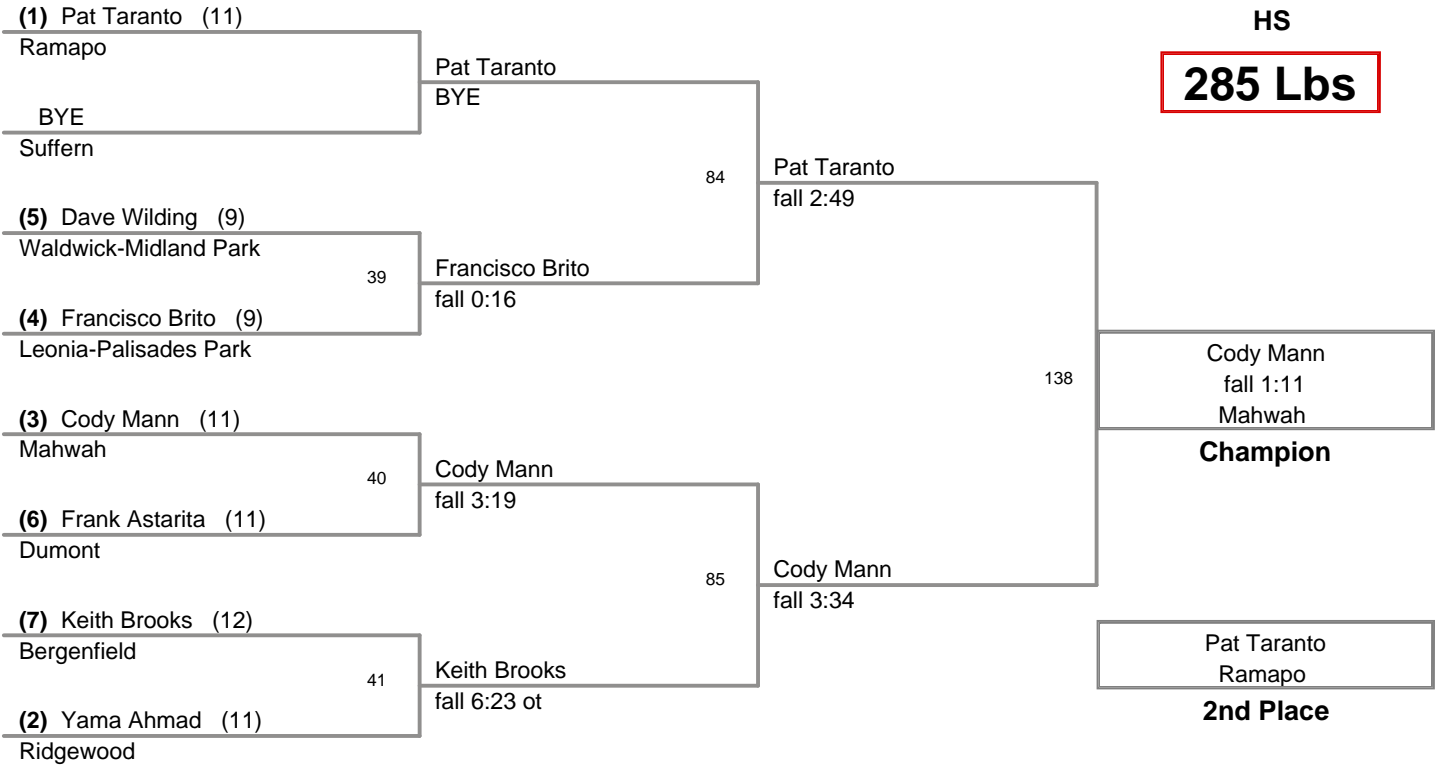 (1) Pat Taranto (11)
Ramapo
BYE
Suffern
(5) Dave Wilding (9)
Waldwick-Midland Park
39
(4) Francisco Brito (9)
Leonia-Palisades Park
(3) Cody Mann (11)
Mahwah
40
(6) Frank Astarita (11)
Dumont
(7) Keith Brooks (12)
Bergenfield
41
(2) Yama Ahmad (11)
Ridgewood
Pat Taranto
BYE
84
Francisco Brito
fall 0:16
Cody Mann
fall 3:19
85
Keith Brooks
fall 6:23 ot
Pat Taranto
fall 2:49
138
Cody Mann
fall 3:34
HS
285 Lbs
Cody Mann
fall 1:11
Mahwah
Champion
Pat Taranto
Ramapo
2nd Place